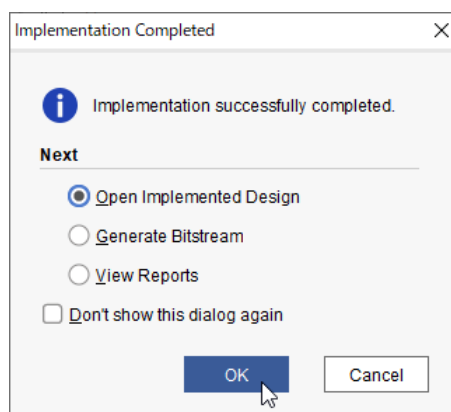 Implementation Completed
Implementation successfully completed.
Next
Open Implemented Design
Generate Bitstream
View Reports
Don't show this dialog again
OK
Cancel